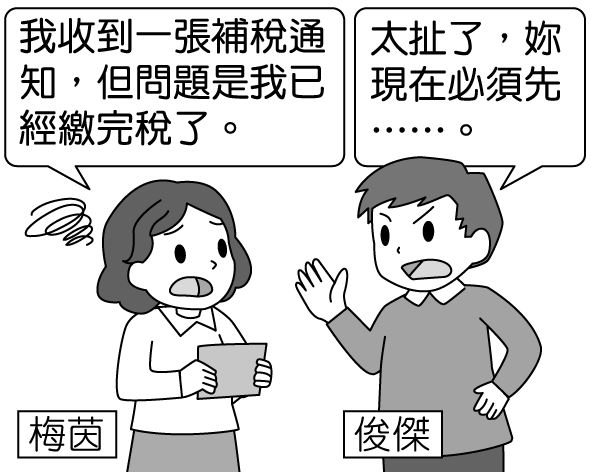 我收到一張補稅通
知，但問題是我已
經繳完稅了。
太扯了，妳
現在必須先
⋯⋯。
梅茵
俊傑